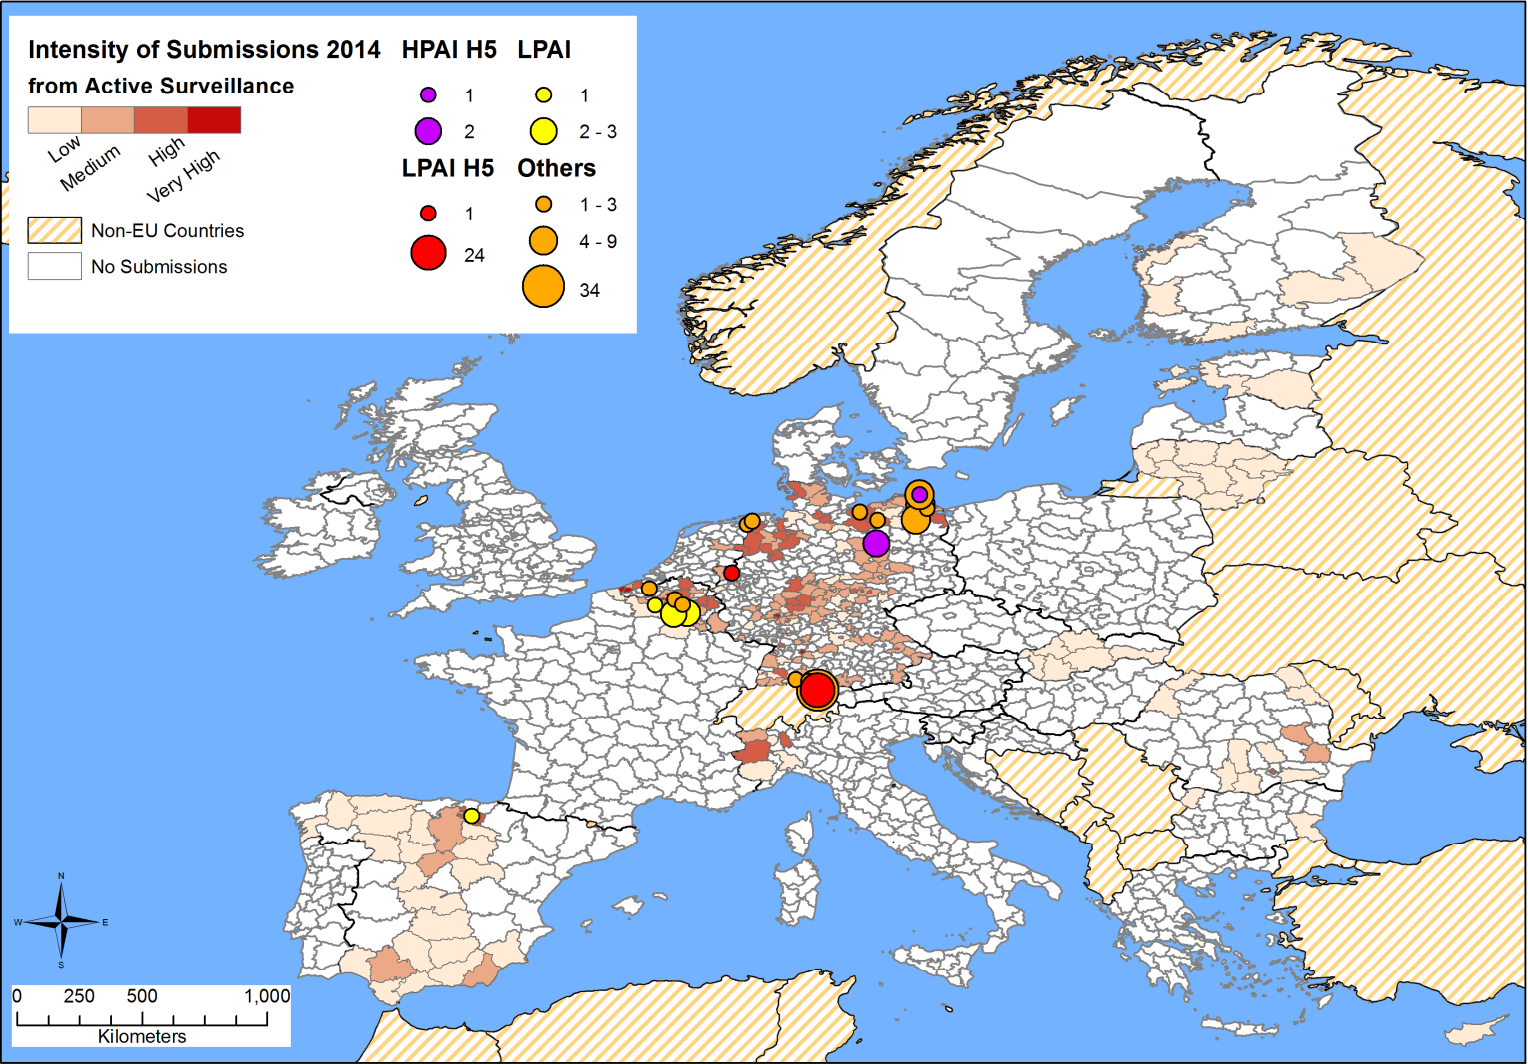 Intensity of Submissions 2014
from Active Surveillance
Low
Medium
High
Very High
Non-EU Countries
No Submissions
HPAI H5
1
2
LPAI H5
1
24
LPAI
1
2 - 3
Others
1 - 3
4 - 9
34
N
W
E
S
0 250 500 1,000
Kilometers